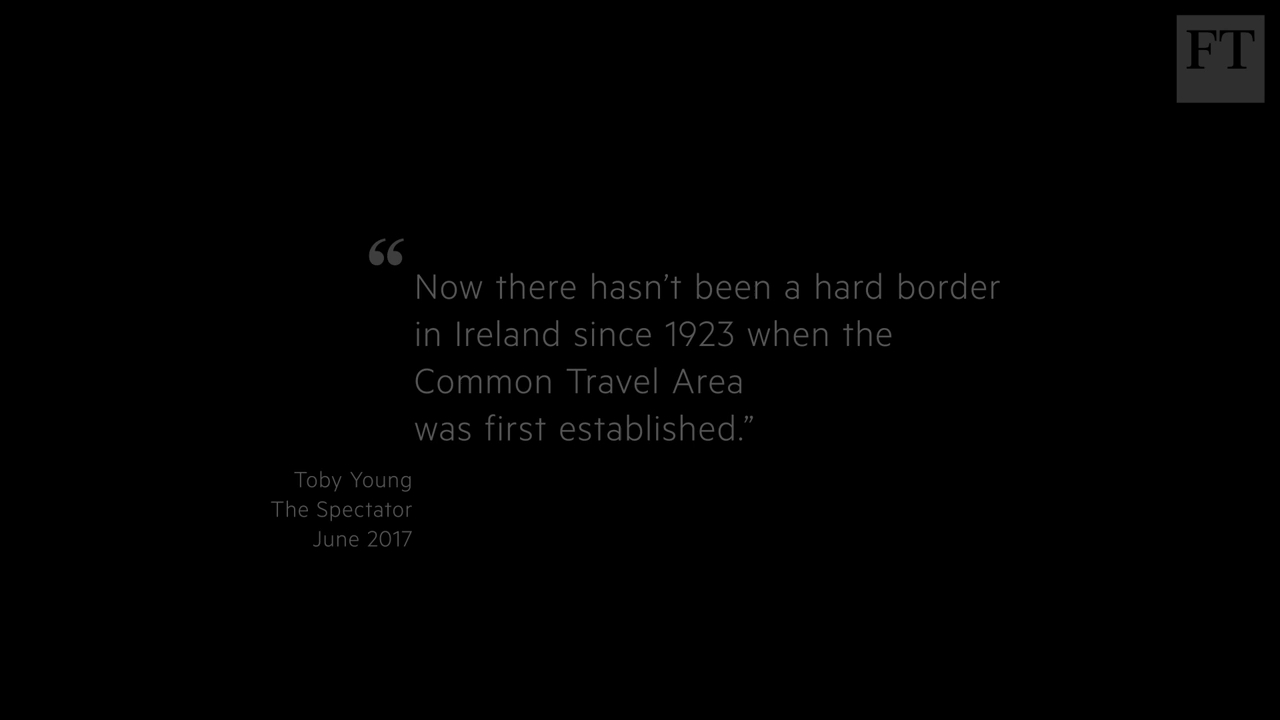 FT
“
Now there hasn’t been a hard border
in Ireland since 1923 when the
Common Travel Area
was first established.”
Toby Young
The Spectator
June 2017